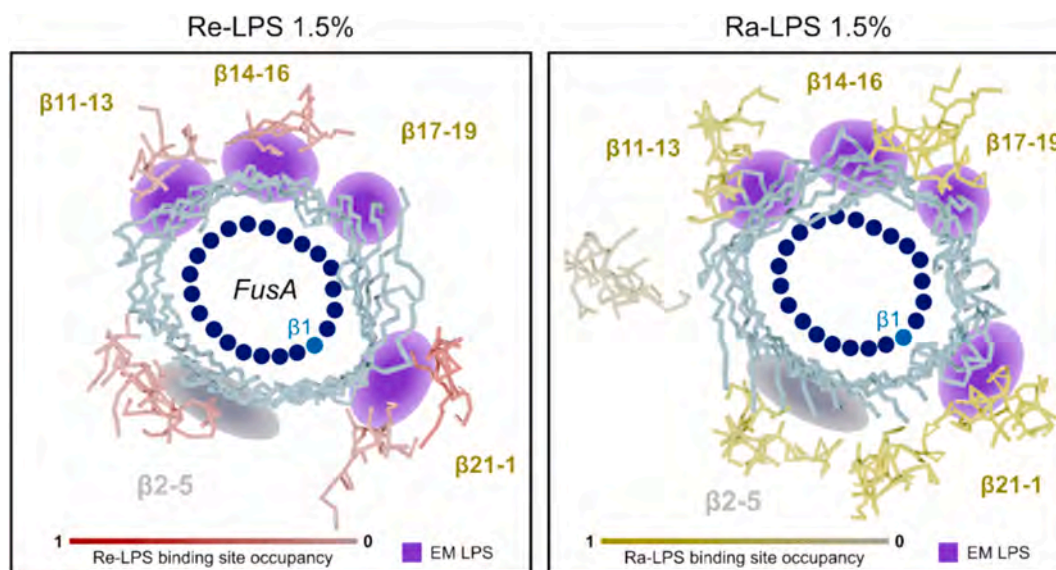 Re-LPS 1.5%
β14-16
β11-13
β17-19
FusA
β1
β2-5
β21-1
1
0
Re-LPS binding site occupancy
EM LPS
Ra-LPS 1.5%
β14-16
β11-13
β17-19
β1
β2-5
β21-1
1
0
Ra-LPS binding site occupancy
EM LPS